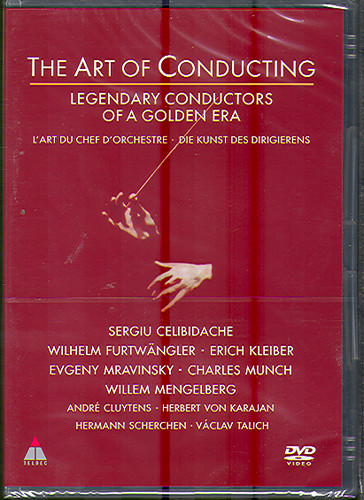 THE ART OF CONDUCTING
LEGENDARY CONDUCTORS
OF A GOLDEN ERA
L'ART DU CHEF D'ORCHESTRE · DIE KUNST DES DIRIGIERENS
SERGIU CELIBIDACHE
WILHELM FURTWÄNGLER · ERICH KLEIBER
EVGENY MRAVINSKY · CHARLES MUNCH
WILLEM MENGELBERG
ANDRÉ CLUYTENS · HERBERT VON KARAJAN
HERMANN SCHERCHEN · VÁCLAV TALICH
TELDEC
DVD
VIDEO